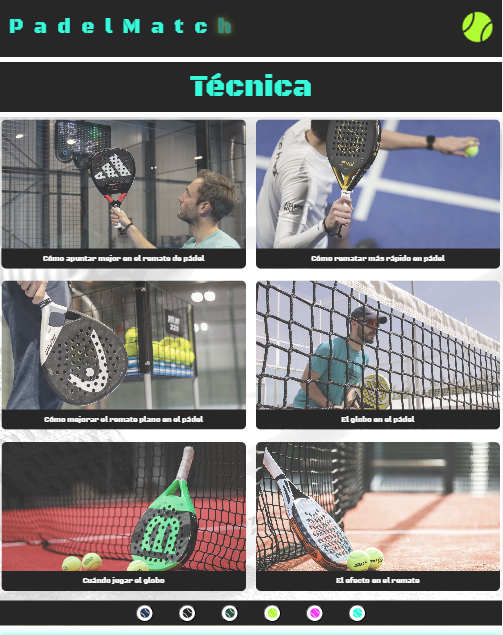 PadelMatch
Técnica
Cómo apuntar mejor en el remate de pádel
Cómo rematar más rápido en pádel
Cómo mejorar el remate plano en el pádel
El globo en el pádel
Cuándo jugar el globo
El efecto en el remate